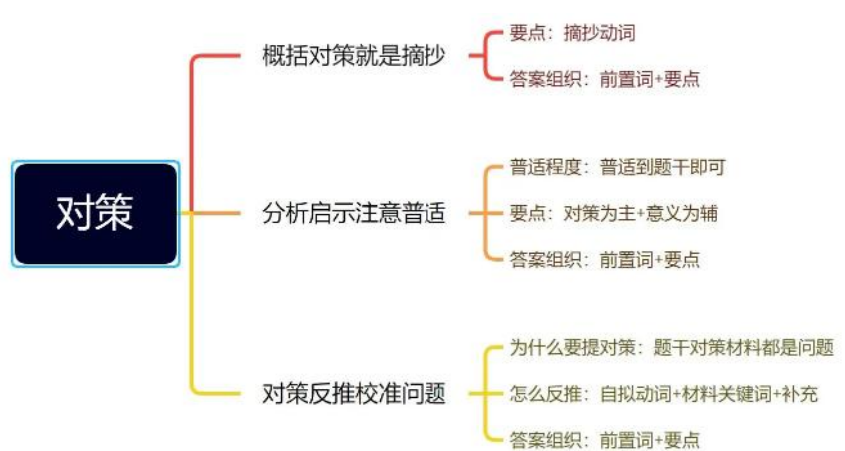 对策
概括对策就是摘抄
要点：摘抄动词
答案组织：前置词+要点
分析启示注意普适
普适程度：普适到题干即可
要点：对策为主+意义为辅
答案组织：前置词+要点
对策反推校准问题
为什么要提对策：题干对策材料都是问题
怎么反推：自拟动词+材料关键词+补充
答案组织：前置词+要点